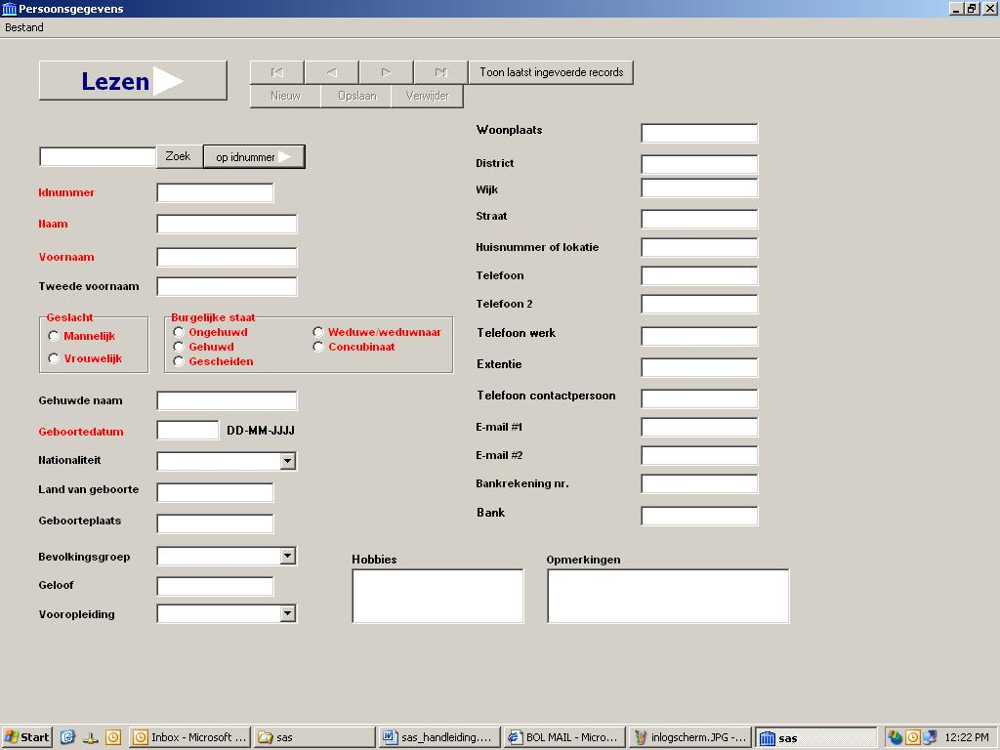 Persoonsgegevens
Bestand
Lezen
Toon laatst ingevoerde records
Nieuw Opslaan Verwijder
Zoek op idnummer
Idnummer
Naam
Voornaam
Tweede voornaam
Geslacht
Mannelijk
Vrouwelijk
Burgelijke staat
Ongehuwd
Gehuwd
Gescheiden
Weduwe/weduwnaar
Concubinaat
Gehuwde naam
Geboortedatum DD-MM-JJJJ
Nationaliteit
Land van geboorte
Geboorteplaats
Bevolkingsgroep
Geloof
Vooropleiding
Woonplaats
District
Wijk
Straat
Huisnummer of lokatie
Telefoon
Telefoon 2
Telefoon werk
Extentie
Telefoon contactpersoon
E-mail #1
E-mail #2
Bankrekening nr.
Bank
Hobbies
Opmerkingen
Start Inbox - Microsoft ... sas sas_handleiding.... BOL MAIL - Micro... inlogscherm.JPG -... sas 12:22 PM